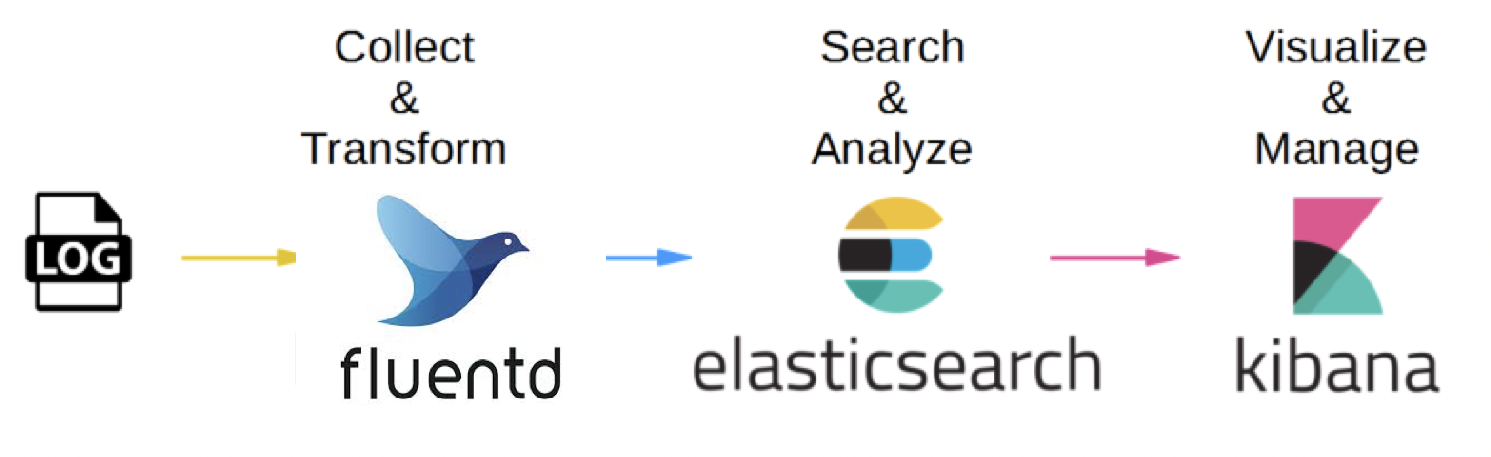 Collect
&
Transform
Search
&
Analyze
Visualize
&
Manage
LOG
fluentd
elasticsearch
kibana